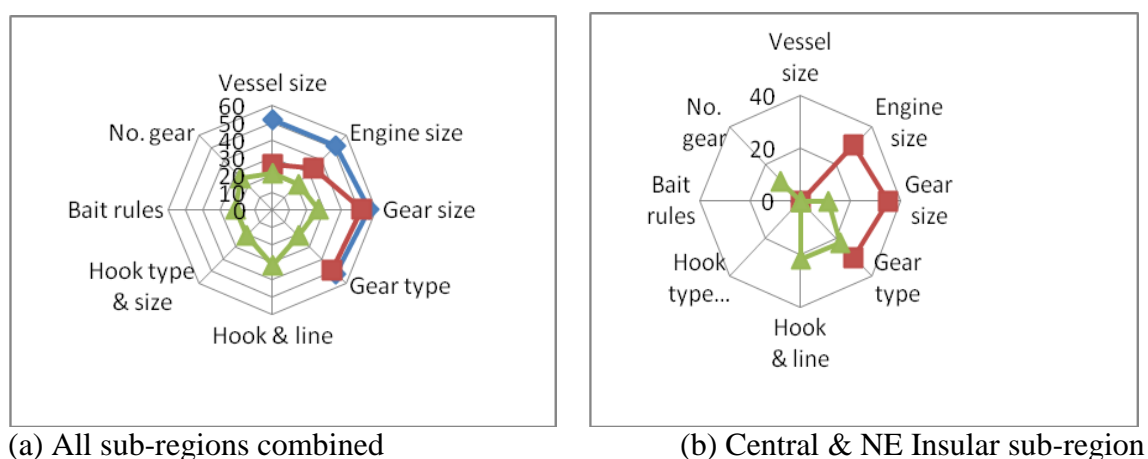 Vessel size
60
50
40
30
20
10
0
No. gear
Engine size
Bait rules
Gear size
Hook type
& size
Gear type
Hook & line
Vessel
size
40
20
0
No.
gear
Engine
size
Bait
rules
Gear
size
Hook
type...
Gear
type
Hook
& line
(a) All sub-regions combined
(b) Central & NE Insular sub-region